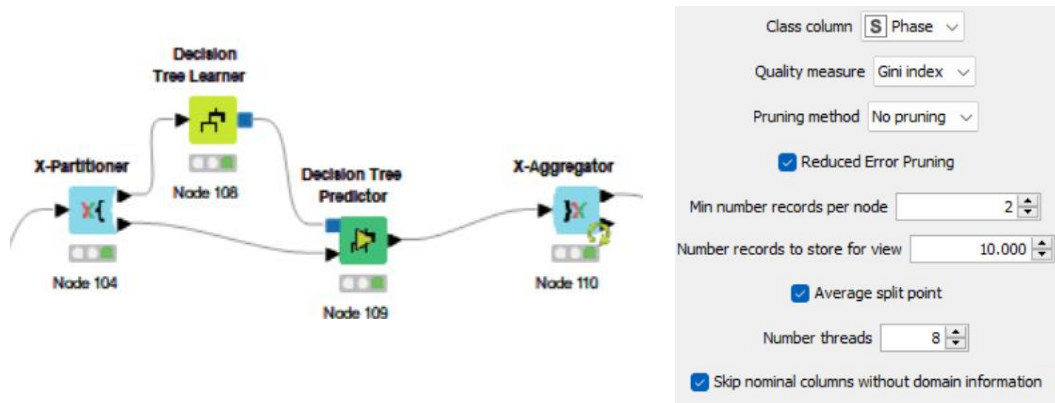 Decision
Tree Learner
Node 108
X-Partitioner
Node 104
Decision Tree
Predictor
Node 109
X-Aggregator
Node 110
Class column S Phase
Quality measure Gini index
Pruning method No pruning
Reduced Error Pruning
Min number records per node 2
Number records to store for view 10.000
Average split point
Number threads 8
Skip nominal columns without domain information